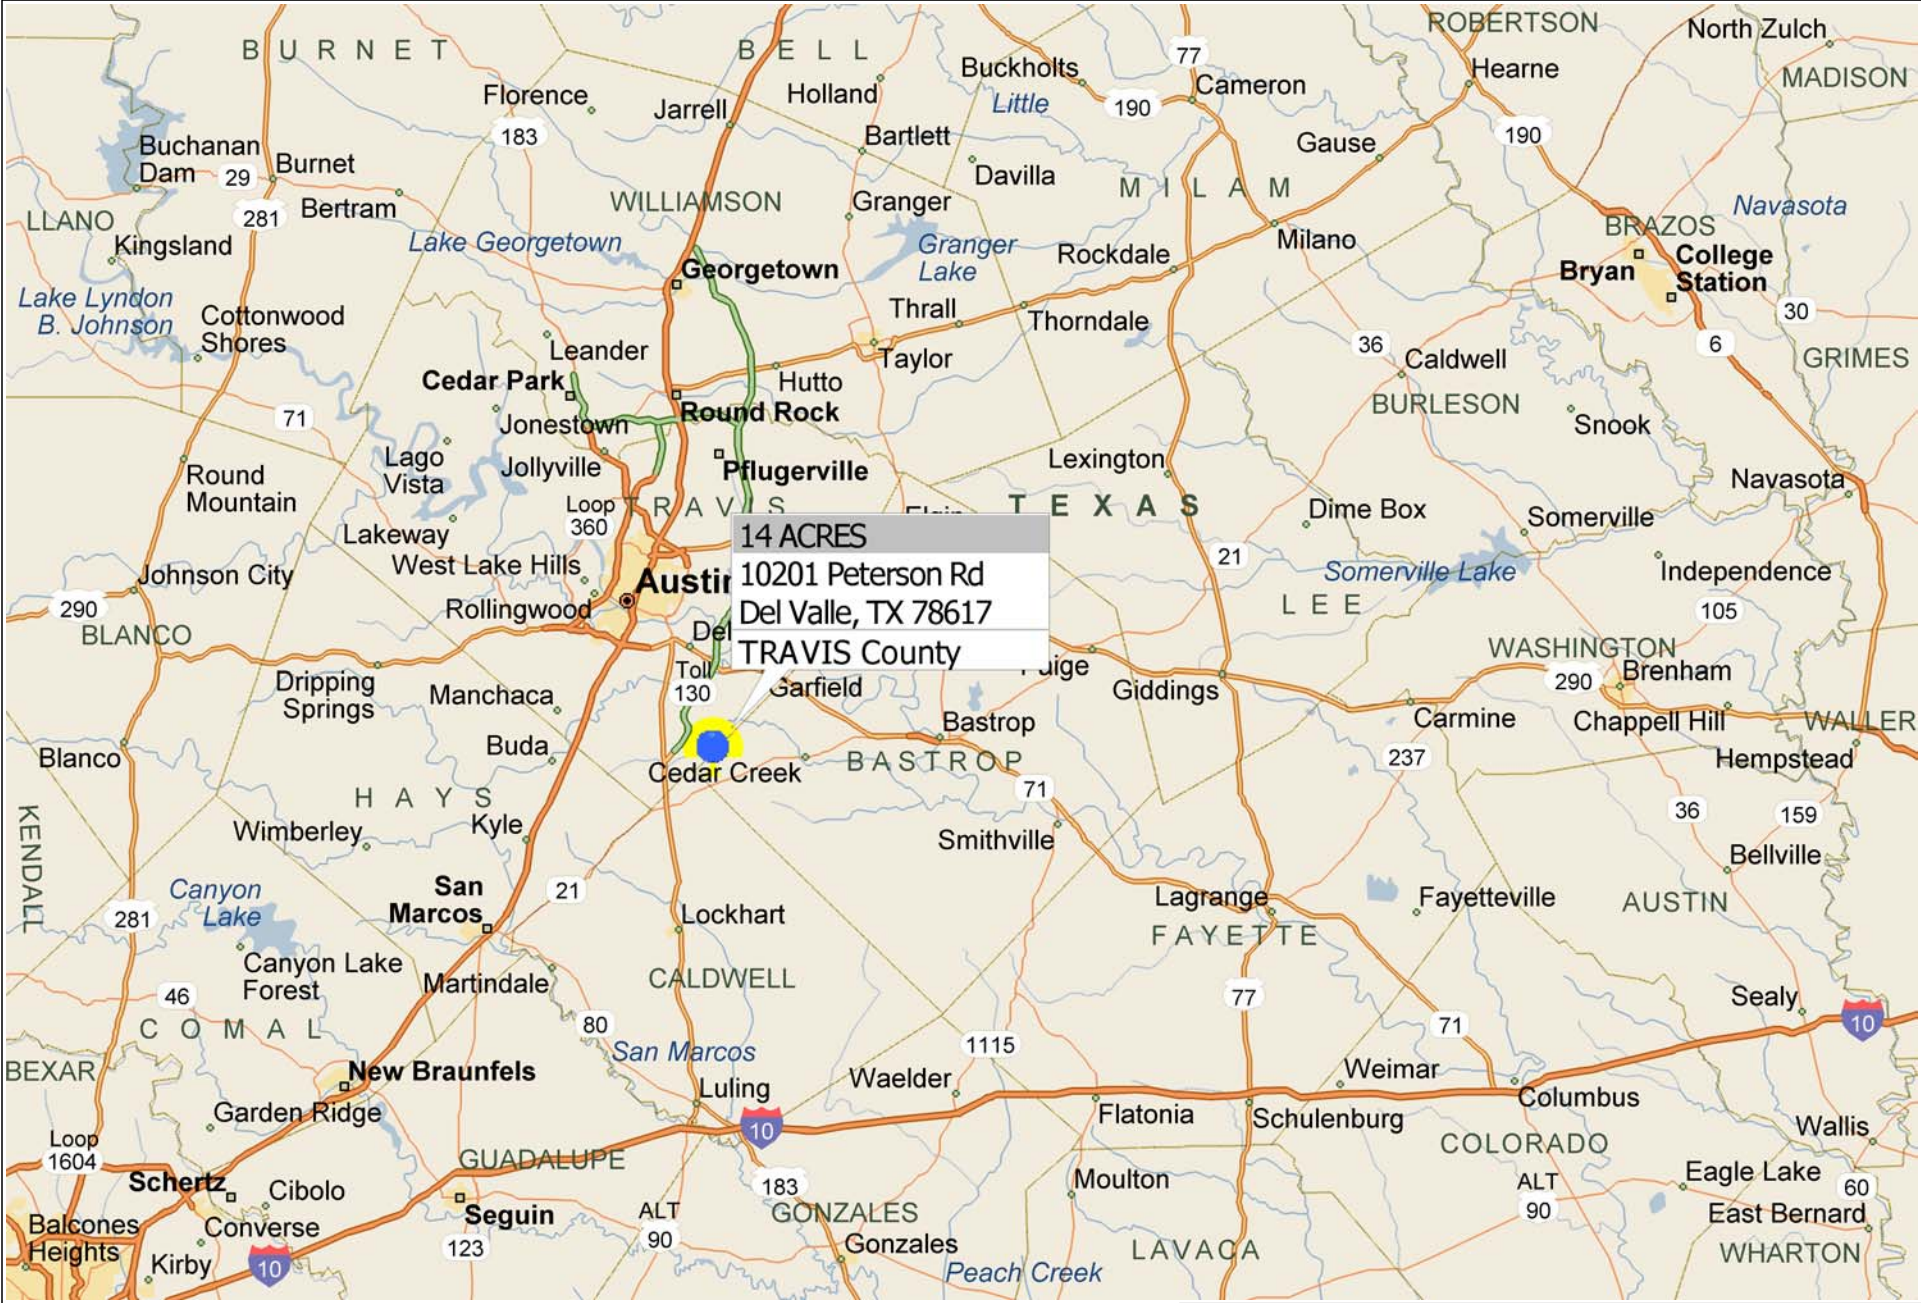 BURNET
BELL
ROBERTSON
North Zulch
MADISON
Hearne
77
Buckholts
Cameron
Little
190
Florence
Jarrell
Holland
183
Bartlett
Gause
190
Buchanan
Dam
29
Burnet
Davilla
MILAM
281
Bertram
WILLIAMSON
Granger
Navasota
LLANO
BRAZOS
Kingsland
Lake Georgetown
Granger
Lake
Rockdale
Milano
College
Station
Bryan
Georgetown
Lake Lyndon
B. Johnson
Cottonwood
Shores
Thrall
Thorndale
30
Leander
Taylor
36
Caldwell
6
GRIMES
Cedar Park
Hutto
71
Jonestown
Round Rock
BURLESON
Snook
Lago
Vista
Jollyville
Pflugerville
Lexington
Navasota
Round
Mountain
Loop
360
TRAVIS
TEXAS
Dime Box
Somerville
Lakeway
14 ACRES
10201 Peterson Rd
Del Valle, TX 78617
TRAVIS County
West Lake Hills
21
Somerville Lake
Independence
Johnson City
290
Rollingwood
LEE
105
BLANCO
Del
WASHINGTON
Toll
130
Garfield
Giddings
290
Brenham
Dripping
Springs
Manchaca
Carmine
Chappell Hill
WALLER
Bastrop
Buda
Blanco
Cedar Creek
BASTROP
237
Hempstead
71
HAYS
36
159
KENDALL
Wimberley
Kyle
Smithville
Bellville
Canyon
Lake
San
Marcos
21
Lagrange
Fayetteville
AUSTIN
281
Lockhart
FAYETTE
Canyon Lake
Forest
Martindale
CALDWELL
46
77
Sealy
COMAL
80
71
10
San Marcos
1115
BEXAR
New Braunfels
Luling
Waelder
Weimar
Garden Ridge
10
Flatonia
Schulenburg
Columbus
Wallis
Loop
1604
GUADALUPE
COLORADO
Schertz
Cibolo
183
Moulton
ALT
90
Eagle Lake
60
Balcones
Heights
Converse
Seguin
ALT
90
GONZALES
East Bernard
Kirby
10
123
Gonzales
LAVACA
WHARTON
Peach Creek